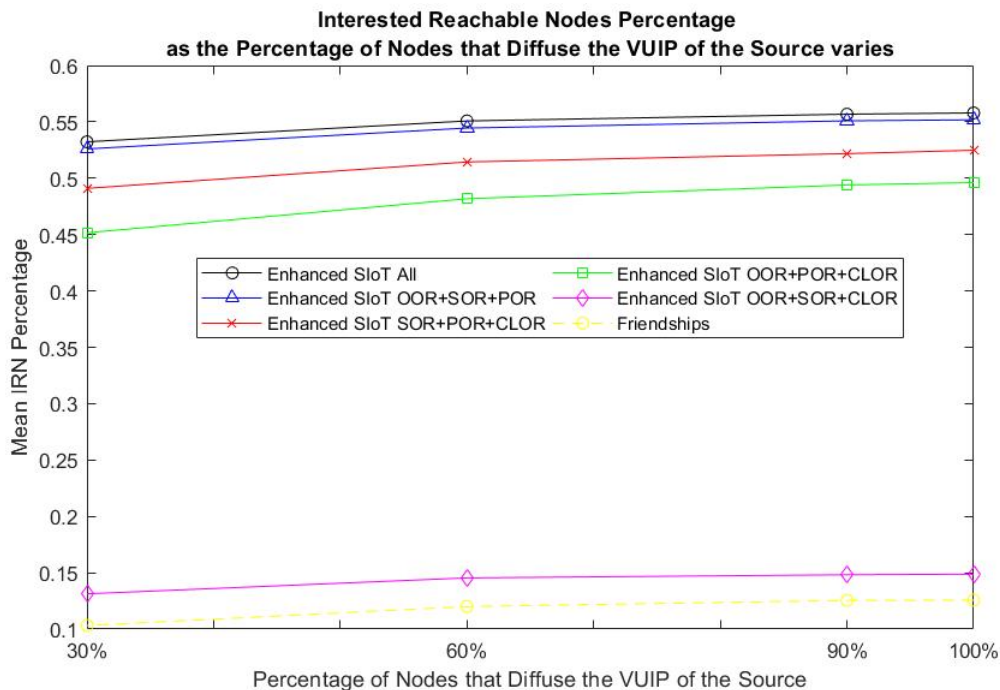 Interested Reachable Nodes Percentage
as the Percentage of Nodes that Diffuse the VUIP of the Source varies
Mean IRN Percentage
0.6
0.55
0.5
0.45
0.4
0.35
0.3
0.25
0.2
0.15
0.1
Enhanced SIoT All
Enhanced SIoT OOR+SOR+POR
Enhanced SIoT SOR+POR+CLOR
Enhanced SIoT OOR+POR+CLOR
Enhanced SIoT OOR+SOR+CLOR
Friendships
30%
60%
90%
100%
Percentage of Nodes that Diffuse the VUIP of the Source